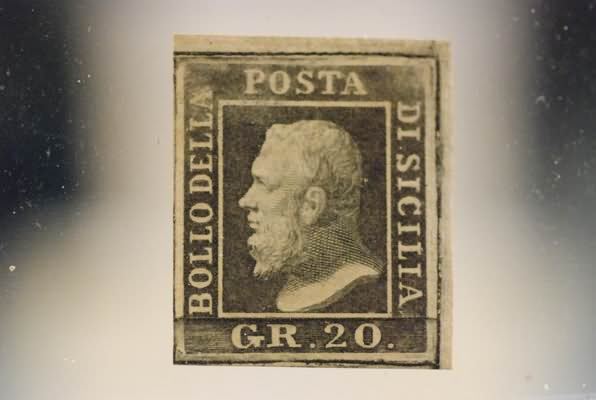 BOLLO DELLA
POSTA
DI SICILIA
GR. 20.